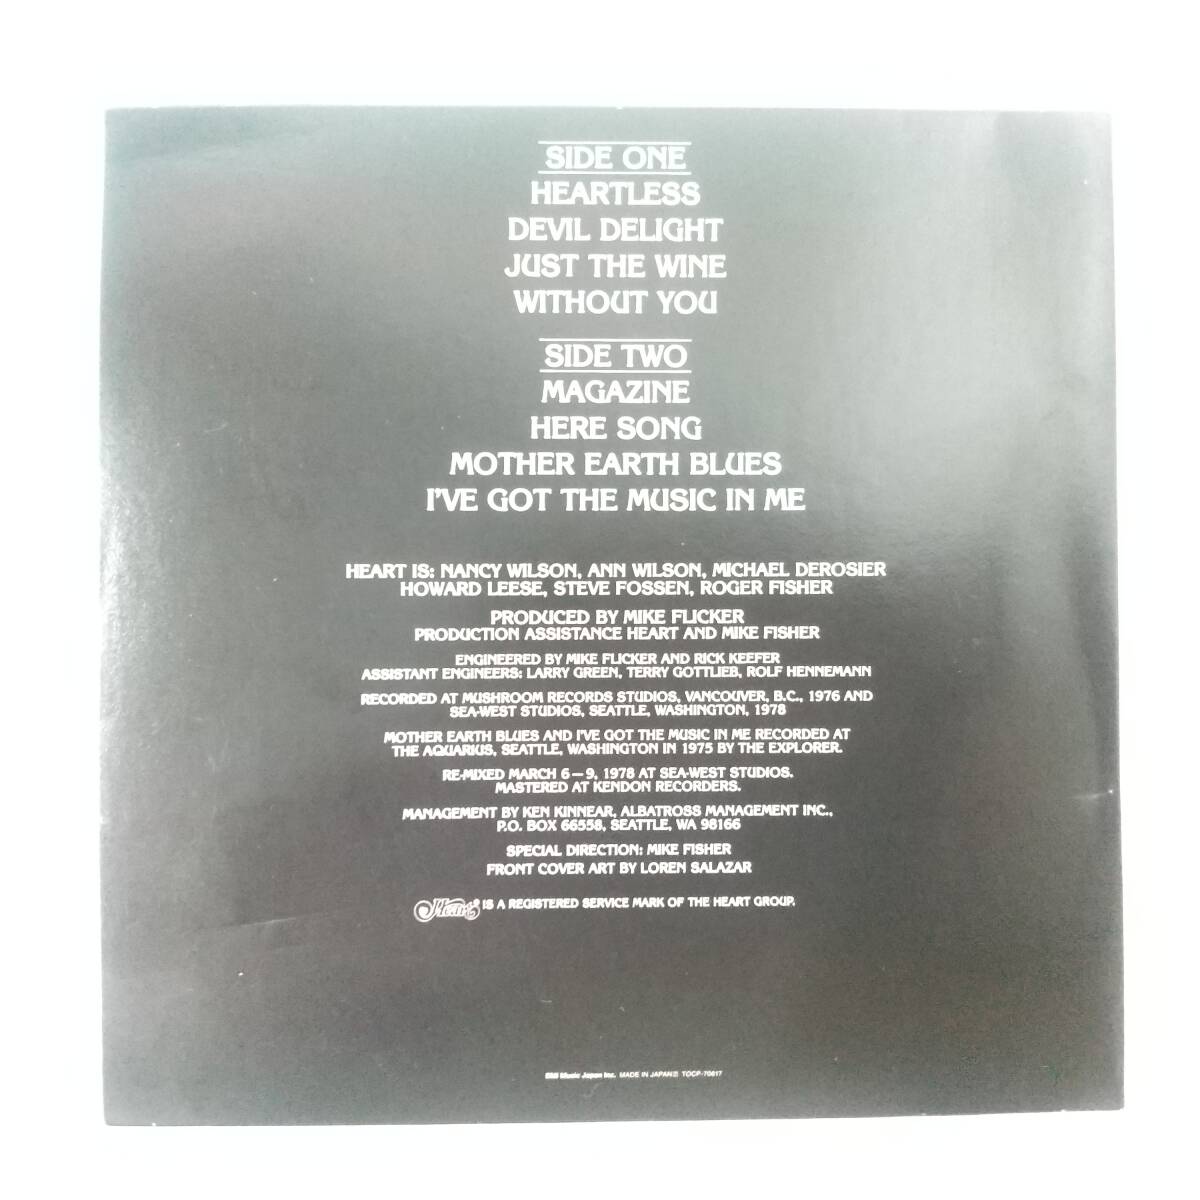 SIDE ONE
HEARTLESS
DEVIL DELIGHT
JUST THE WINE
WITHOUT YOU
SIDE TWO
MAGAZINE
HERE SONG
MOTHER EARTH BLUES
I'VE GOT THE MUSIC IN ME
HEART IS: NANCY WILSON, ANN WILSON, MICHAEL DEROSIER
HOWARD LEESE, STEVE FOSSEN, ROGER FISHER
PRODUCED BY MIKE FLICKER
PRODUCTION ASSISTANCE HEART AND MIKE FISHER
ENGINEERED BY MIKE FLICKER AND RICK KEEFER
ASSISTANT ENGINEERS: LARRY GREEN, TERRY GOTTLIEB, ROLF HENNEMANN
RECORDED AT MUSHROOM RECORDS STUDIOS, VANCOUVER, B.C., 1976 AND
SEA-WEST STUDIOS, SEATTLE, WASHINGTON, 1978
MOTHER EARTH BLUES AND I'VE GOT THE MUSIC IN ME RECORDED AT
THE AQUARIUS, SEATTLE, WASHINGTON IN 1975 BY THE EXPLORER.
RE-MIXED MARCH 6–9, 1978 AT SEA-WEST STUDIOS.
MASTERED AT KENDON RECORDERS.
MANAGEMENT BY KEN KINNEAR, ALBATROSS MANAGEMENT INC.,
P.O. BOX 66558, SEATTLE, WA 98166
SPECIAL DIRECTION: MIKE FISHER
FRONT COVER ART BY LOREN SALAZAR
Heart® IS A REGISTERED SERVICE MARK OF THE HEART GROUP.
EMI Music Japan Inc. MADE IN JAPAN TOCP-70617